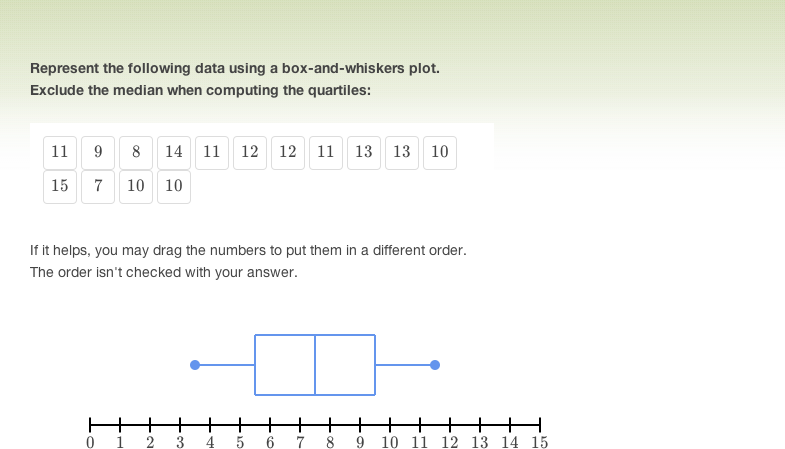 Represent the following data using a box-and-whiskers plot.
Exclude the median when computing the quartiles:
11 9 8 14 11 12 12 11 13 13 10
15 7 10 10
If it helps, you may drag the numbers to put them in a different order.
The order isn't checked with your answer.
0 1 2 3 4 5 6 7 8 9 10 11 12 13 14 15